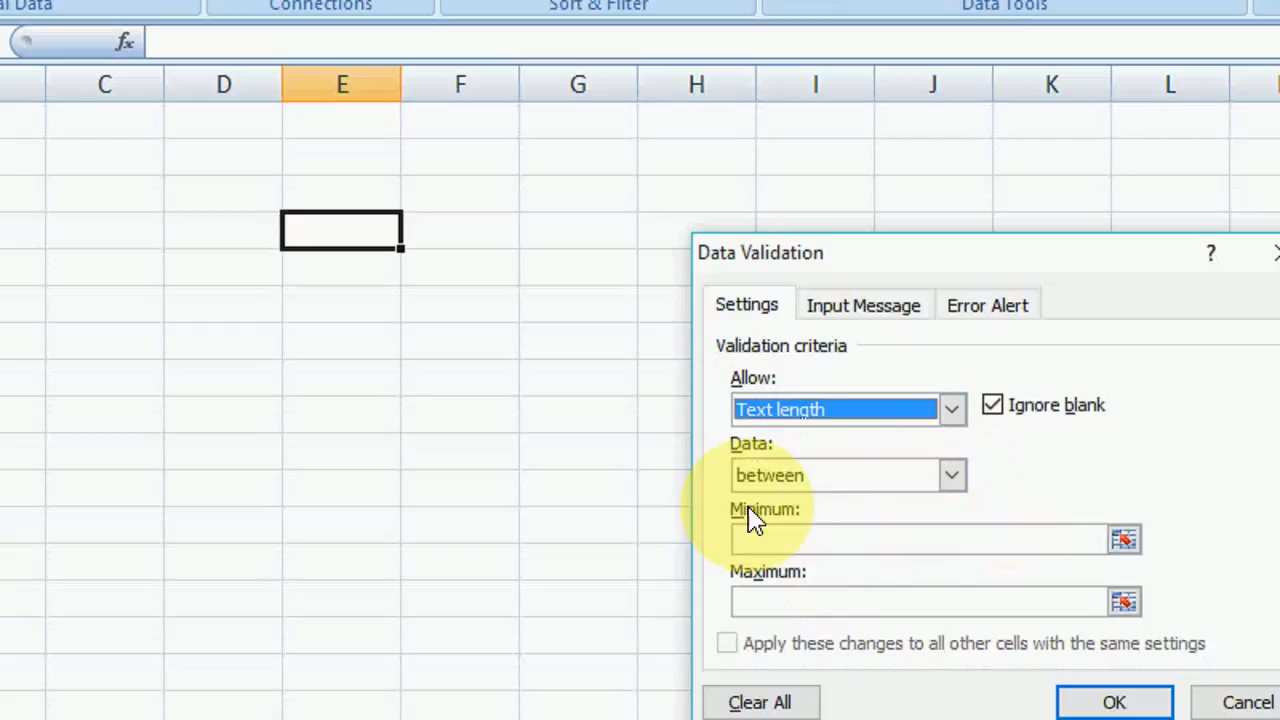 al Data Connections Sort & Filter Data Tools
fx
C D E F G H I J K L
Data Validation ?
Settings Input Message Error Alert
Validation criteria
Allow:
Text length Ignore blank
Data:
between
Minimum:
Maximum:
Apply these changes to all other cells with the same settings
Clear All OK Cancel